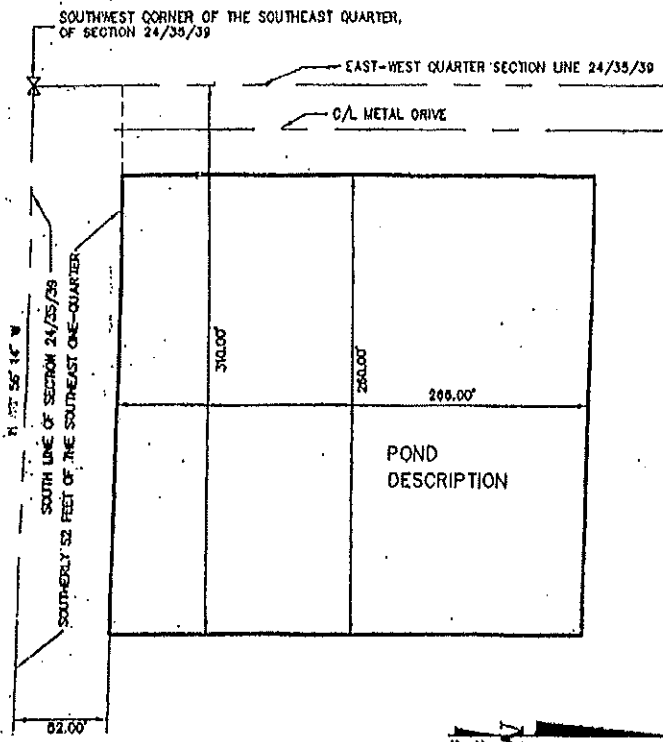 SOUTHWEST CORNER OF THE SOUTHEAST QUARTER,
OF SECTION 24/35/39
EAST-WEST QUARTER SECTION LINE 24/35/39
C/L METAL DRIVE
SOUTH LINE OF SECTION 24/35/39
SOUTHERLY 52 FEET OF THE SOUTHEAST ONE-QUARTER
310.00'
260.00'
266.00'
POND
DESCRIPTION
52.00'